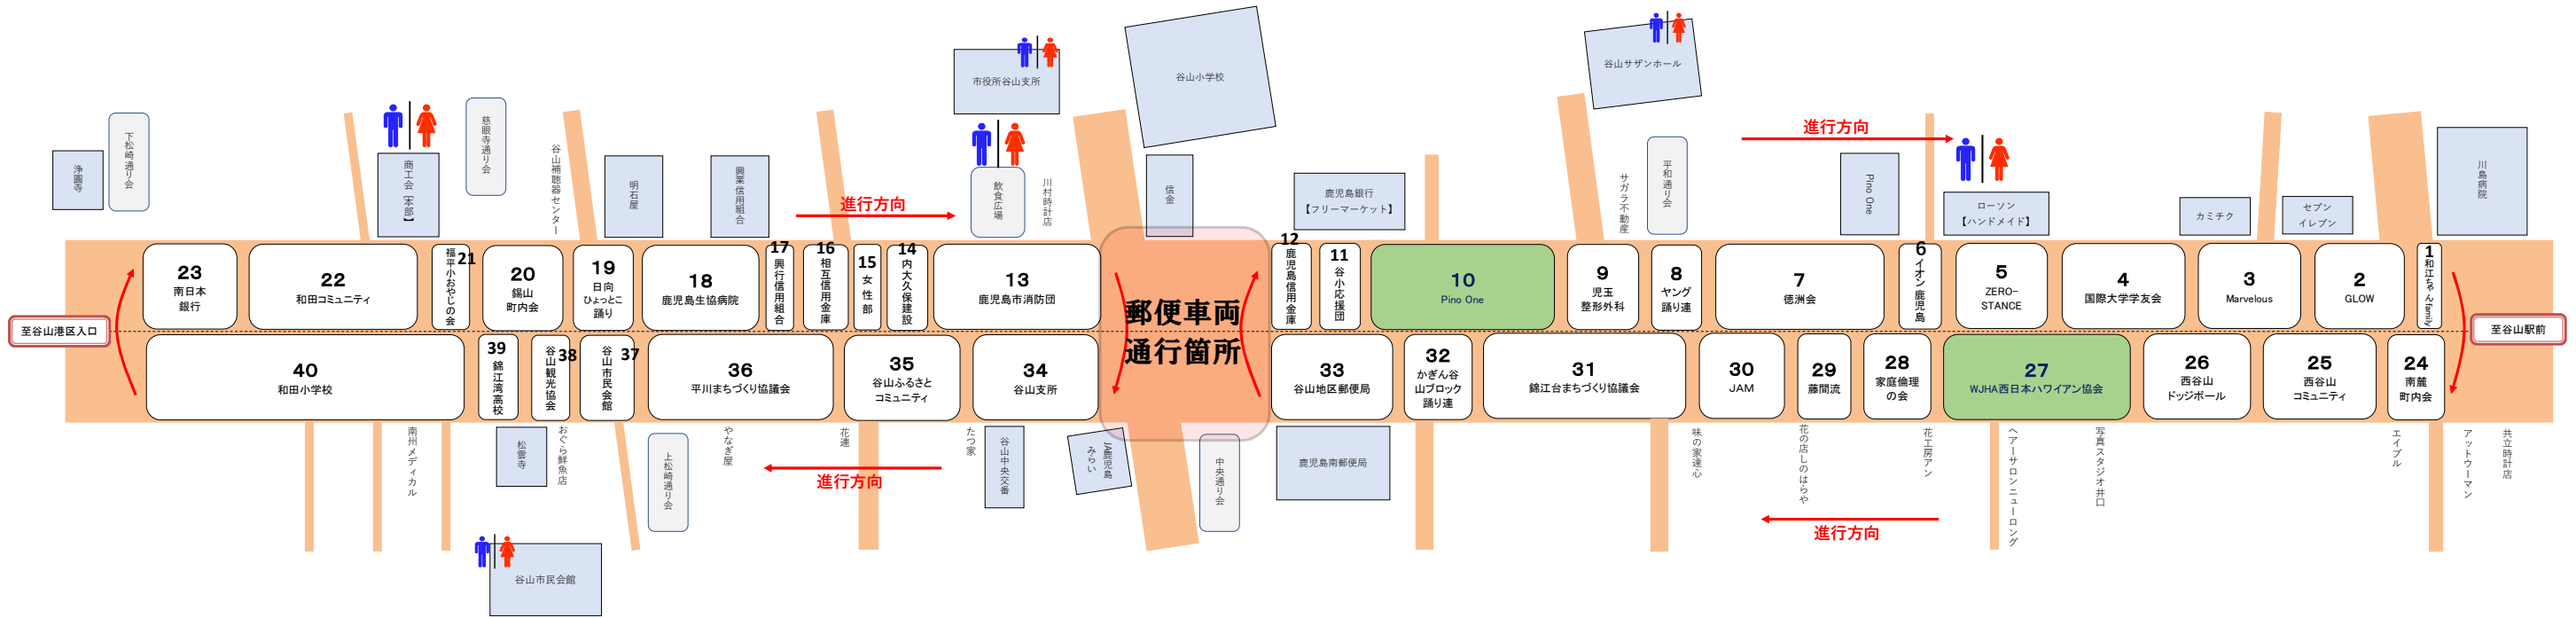 市役所谷山支所
谷山小学校
谷山サザンホール
進行方向
浄圓寺
下松崎通り会
商工会【本部】
慈眼寺通り会
谷山補聴器センター
明石屋
興業信用組合
進行方向
飲食広場
川村時計店
信金
鹿児島銀行
【フリーマーケット】
サガラ不動産
平和通り会
Pino One
ローソン
【ハンドメイド】
カミチク
セブン
イレブン
川島病院
23
南日本
銀行
22
和田コミュニティ
21
福平小おやじの会
20
錫山
町内会
19
日向
ひょっとこ
踊り
18
鹿児島生協病院
17
興行信用組合
16
相互信用金庫
15
女性部
14
内大久保建設
13
鹿児島市消防団
郵便車両
通行箇所
12
鹿児島信用金庫
11
谷小応援団
10
Pino One
9
児玉
整形外科
8
ヤング
踊り連
7
徳洲会
6
イオン鹿児島
5
ZERO-
STANCE
4
国際大学学友会
3
Marvelous
2
GLOW
1
和江ちゃんfamily
至谷山港区入口
至谷山駅前
40
和田小学校
39
錦江湾高校
38
谷山観光協会
37
谷山市民会館
36
平川まちづくり協議会
35
谷山ふるさと
コミュニティ
34
谷山支所
33
谷山地区郵便局
32
かぎん谷
山ブロック
踊り連
31
錦江台まちづくり協議会
30
JAM
29
藤間流
28
家庭倫理
の会
27
WJHA西日本ハワイアン協会
26
西谷山
ドッジボール
25
西谷山
コミュニティ
24
南麓
町内会
南州メディカル
松雲寺
おぐら鮮魚店
上松崎通り会
やなぎ屋
進行方向
花連
たつ家
谷山中央交番
JA鹿児島
みらい
中央通り会
鹿児島南郵便局
味の家達心
花の店しのはらや
進行方向
花工房アン
ヘアーサロンニューロング
写真スタジオ井口
エイブル
アットウーマン
共立時計店
谷山市民会館